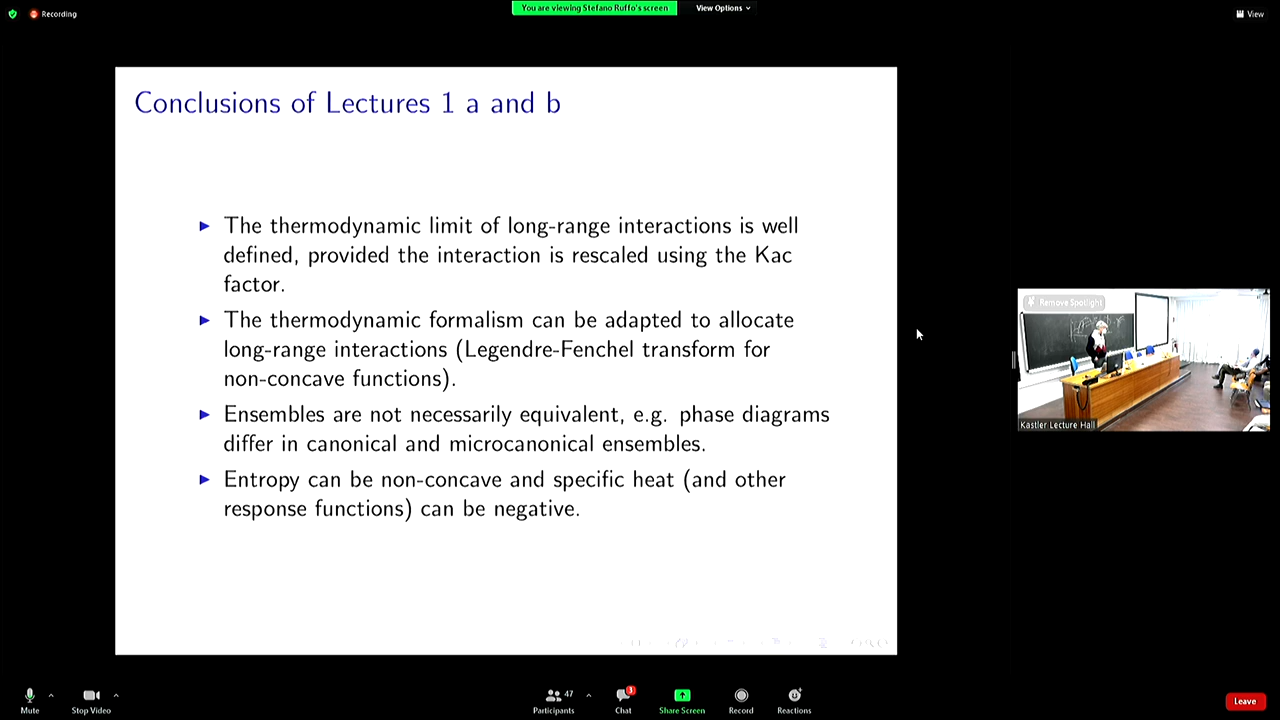 Recording
You are viewing Stefano Ruffo's screen
View Options
View
Conclusions of Lectures 1 a and b
The thermodynamic limit of long-range interactions is well
defined, provided the interaction is rescaled using the Kac
factor.
The thermodynamic formalism can be adapted to allocate
long-range interactions (Legendre-Fenchel transform for
non-concave functions).
Ensembles are not necessarily equivalent, e.g. phase diagrams
differ in canonical and microcanonical ensembles.
Entropy can be non-concave and specific heat (and other
response functions) can be negative.
Remove Spotlight
Kastler Lecture Hall
Mute
Stop Video
47
Participants
3
Chat
Share Screen
Record
Reactions
Leave